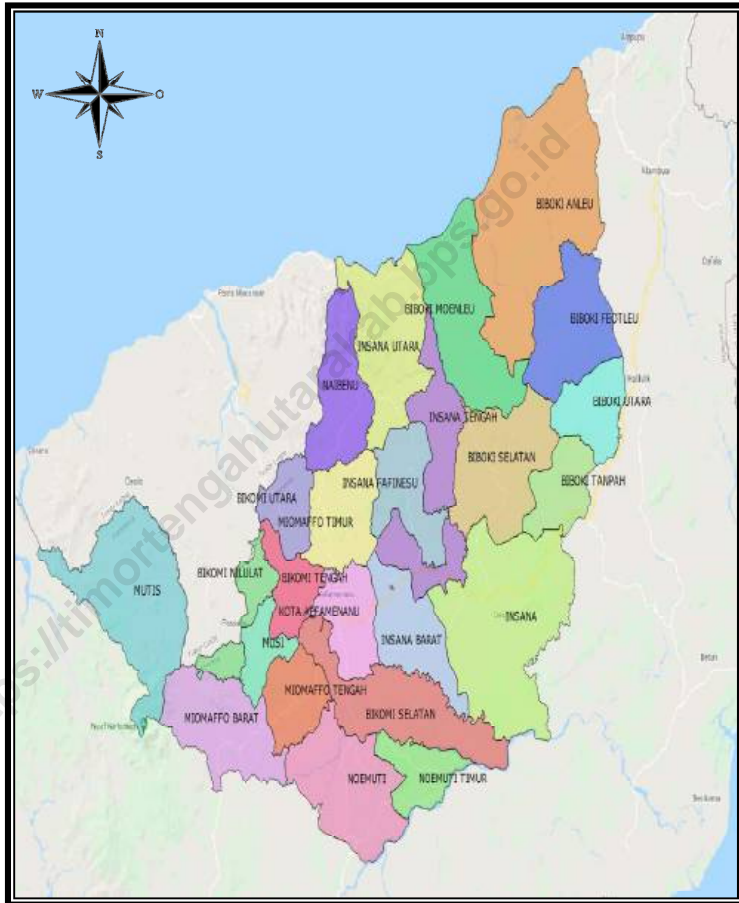 N
W
O
S
BIBOKI ANLEU
BIBOKI MOENLEU
BIBOKI FEOTLEU
INSANA UTARA
NAIBENU
BIBOKI UTARA
INSANA TENGAH
BIBOKI SELATAN
INSANA FAFINESU
BIBOKI TANPAH
BIKOMI UTARA
MIOMAFFO TIMUR
BIKOMI NILULAT
BIKOMI TENGAH
MUTIS
KOTA KEFAMENANU
INSANA
MUSI
INSANA BARAT
MIOMAFFO TENGAH
MIOMAFFO BARAT
BIKOMI SELATAN
NOEMUTI
NOEMUTI TIMUR
https://timortengahutarakab.bps.go.id